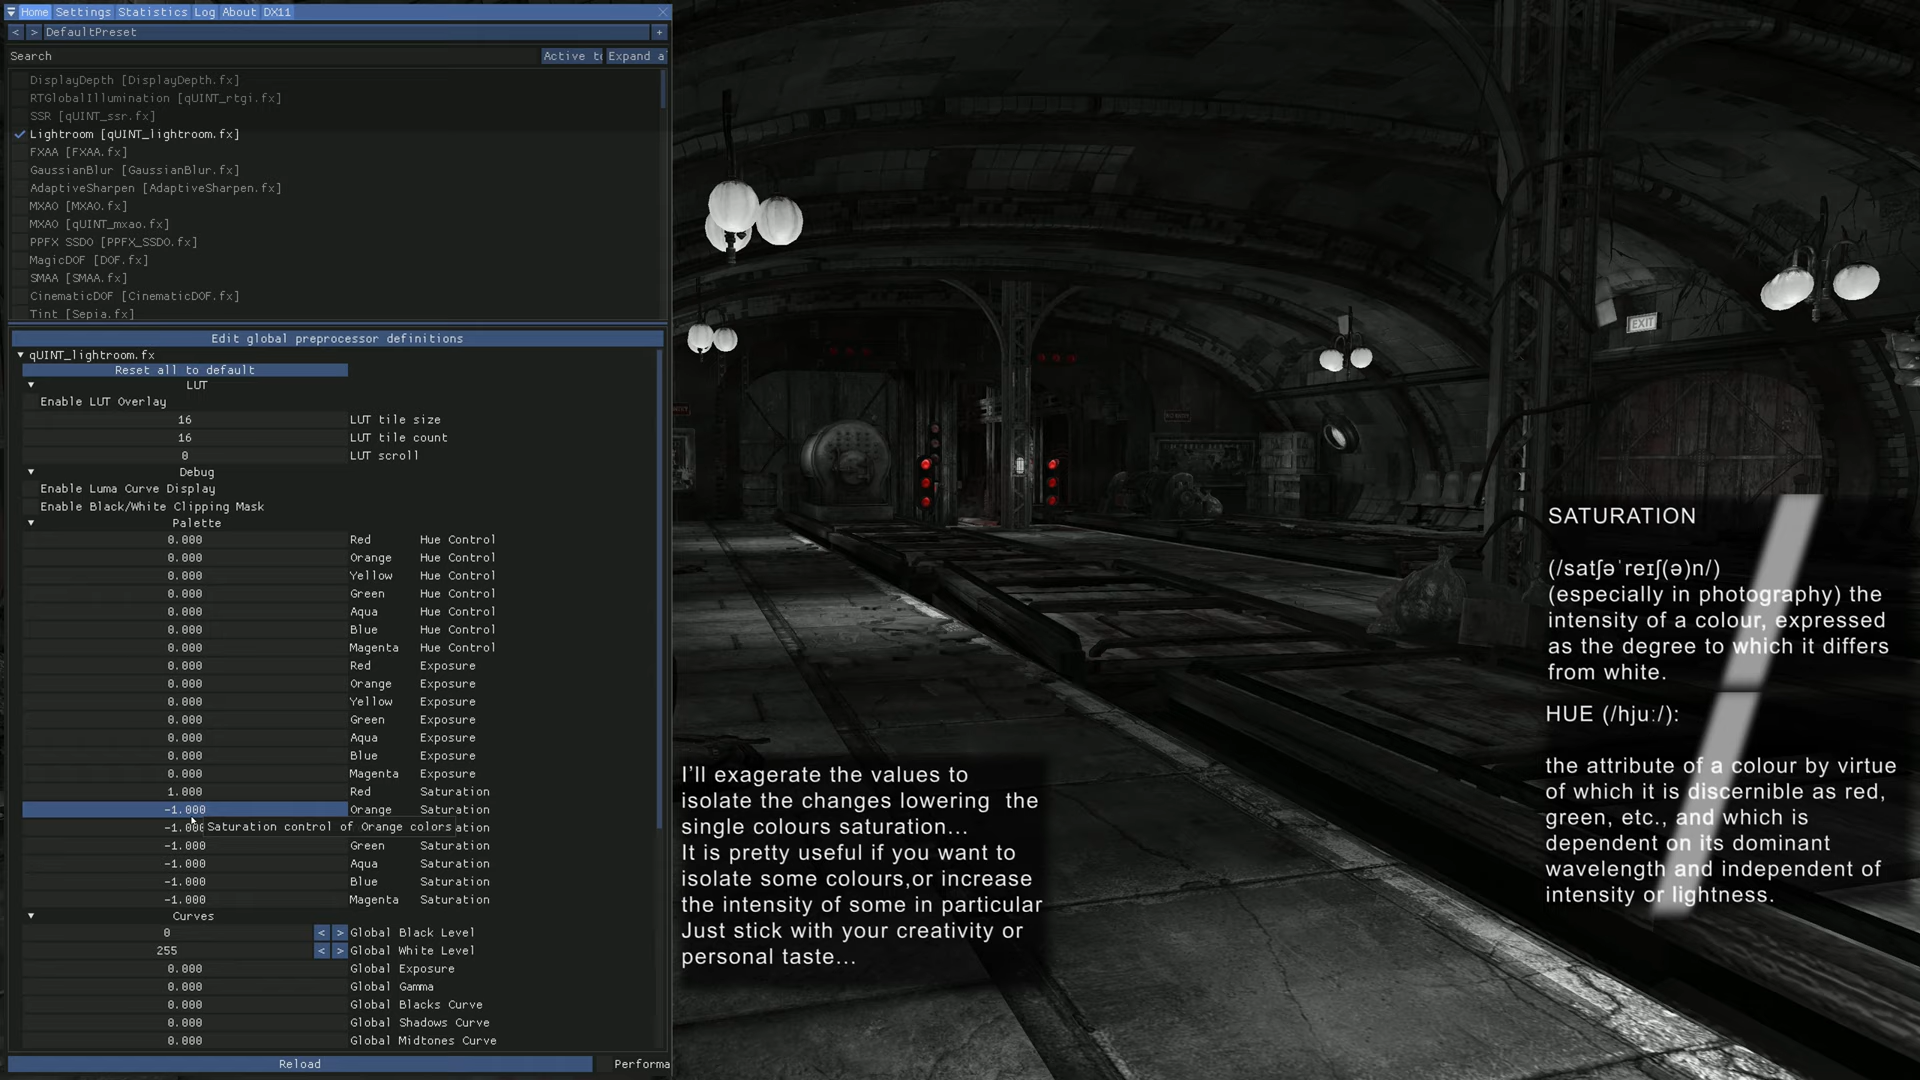 Home Settings Statistics Log About DX11
< > DefaultPreset +
Search Active to Expand a
DisplayDepth [DisplayDepth.fx]
RTGlobalIllumination [qUINT_rtgi.fx]
SSR [qUINT_ssr.fx]
Lightroom [qUINT_lightroom.fx]
FXAA [FXAA.fx]
GaussianBlur [GaussianBlur.fx]
AdaptiveSharpen [AdaptiveSharpen.fx]
MXAO [MXAO.fx]
MXAO [qUINT_mxao.fx]
PPFX SSDO [PPFX_SSDO.fx]
MagicDOF [DOF.fx]
SMAA [SMAA.fx]
CinematicDOF [CinematicDOF.fx]
Tint [Sepia.fx]
Edit global preprocessor definitions
qUINT_lightroom.fx
Reset all to default
LUT
Enable LUT Overlay
16 LUT tile size
16 LUT tile count
0 LUT scroll
Debug
Enable Luma Curve Display
Enable Black/White Clipping Mask
Palette
0.000 Red Hue Control
0.000 Orange Hue Control
0.000 Yellow Hue Control
0.000 Green Hue Control
0.000 Aqua Hue Control
0.000 Blue Hue Control
0.000 Magenta Hue Control
0.000 Red Exposure
0.000 Orange Exposure
0.000 Yellow Exposure
0.000 Green Exposure
0.000 Aqua Exposure
0.000 Blue Exposure
0.000 Magenta Exposure
1.000 Red Saturation
-1.000 Orange Saturation
-1.000 Saturation control of Orange colors ation
-1.000 Green Saturation
-1.000 Aqua Saturation
-1.000 Blue Saturation
-1.000 Magenta Saturation
Curves
0 < > Global Black Level
255 < > Global White Level
0.000 Global Exposure
0.000 Global Gamma
0.000 Global Blacks Curve
0.000 Global Shadows Curve
0.000 Global Midtones Curve
Reload Performa
EXIT
I'll exagerate the values to
isolate the changes lowering the
single colours saturation...
It is pretty useful if you want to
isolate some colours,or increase
the intensity of some in particular
Just stick with your creativity or
personal taste...
SATURATION
(/satʃəˈreɪʃ(ə)n/)
(especially in photography) the
intensity of a colour, expressed
as the degree to which it differs
from white.
HUE (/hjuː/):
the attribute of a colour by virtue
of which it is discernible as red,
green, etc., and which is
dependent on its dominant
wavelength and independent of
intensity or lightness.